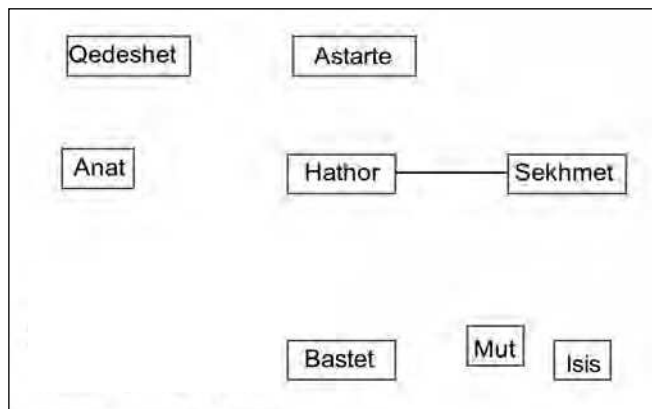 Qedeshet
Astarte
Anat
Hathor
Sekhmet
Bastet
Mut
Isis